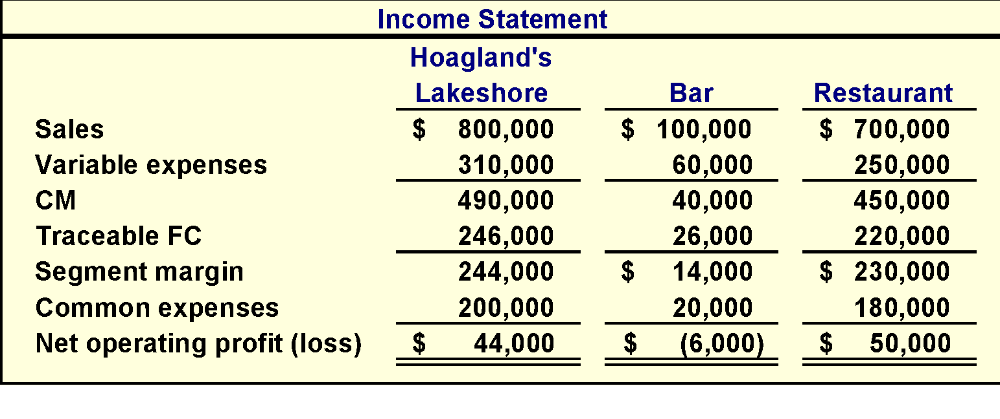 Income Statement
Hoagland's
Lakeshore Bar Restaurant
Sales $ 800,000 $ 100,000 $ 700,000
Variable expenses 310,000 60,000 250,000
CM 490,000 40,000 450,000
Traceable FC 246,000 26,000 220,000
Segment margin 244,000 $ 14,000 $ 230,000
Common expenses 200,000 20,000 180,000
Net operating profit (loss) $ 44,000 $ (6,000) $ 50,000